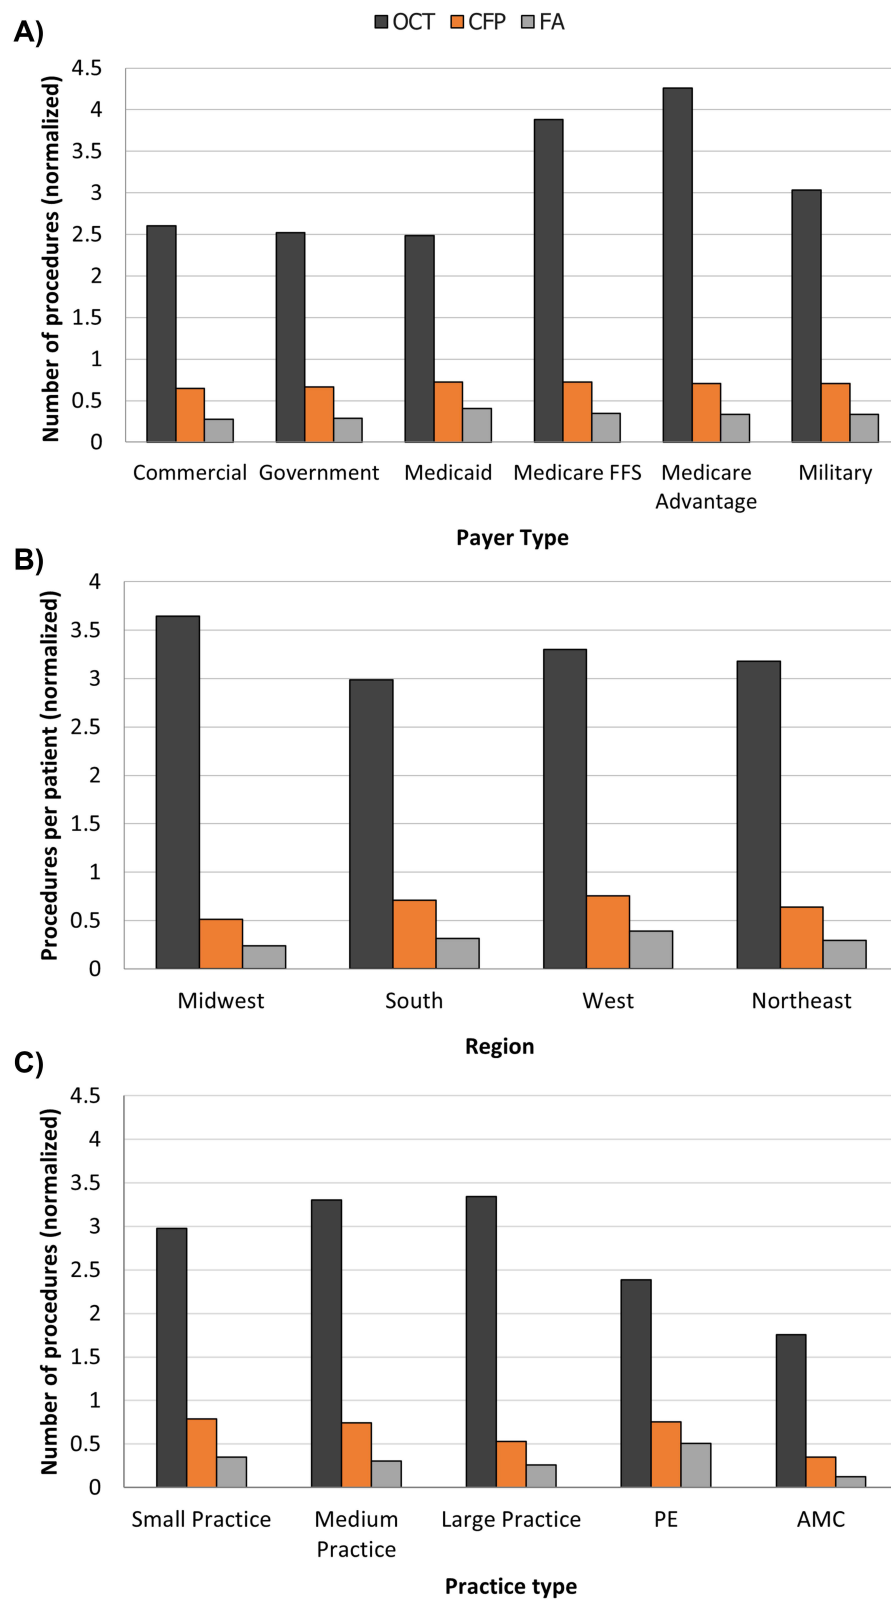 OCT CFP FA
A)
Number of procedures (normalized)
4.5
4
3.5
3
2.5
2
1.5
1
0.5
0
Commercial Government Medicaid Medicare FFS Medicare Military
Advantage
Payer Type
B)
Procedures per patient (normalized)
4
3.5
3
2.5
2
1.5
1
0.5
0
Midwest South West Northeast
Region
C)
Number of procedures (normalized)
4.5
4
3.5
3
2.5
2
1.5
1
0.5
0
Small Practice Medium Large Practice PE AMC
Practice
Practice type